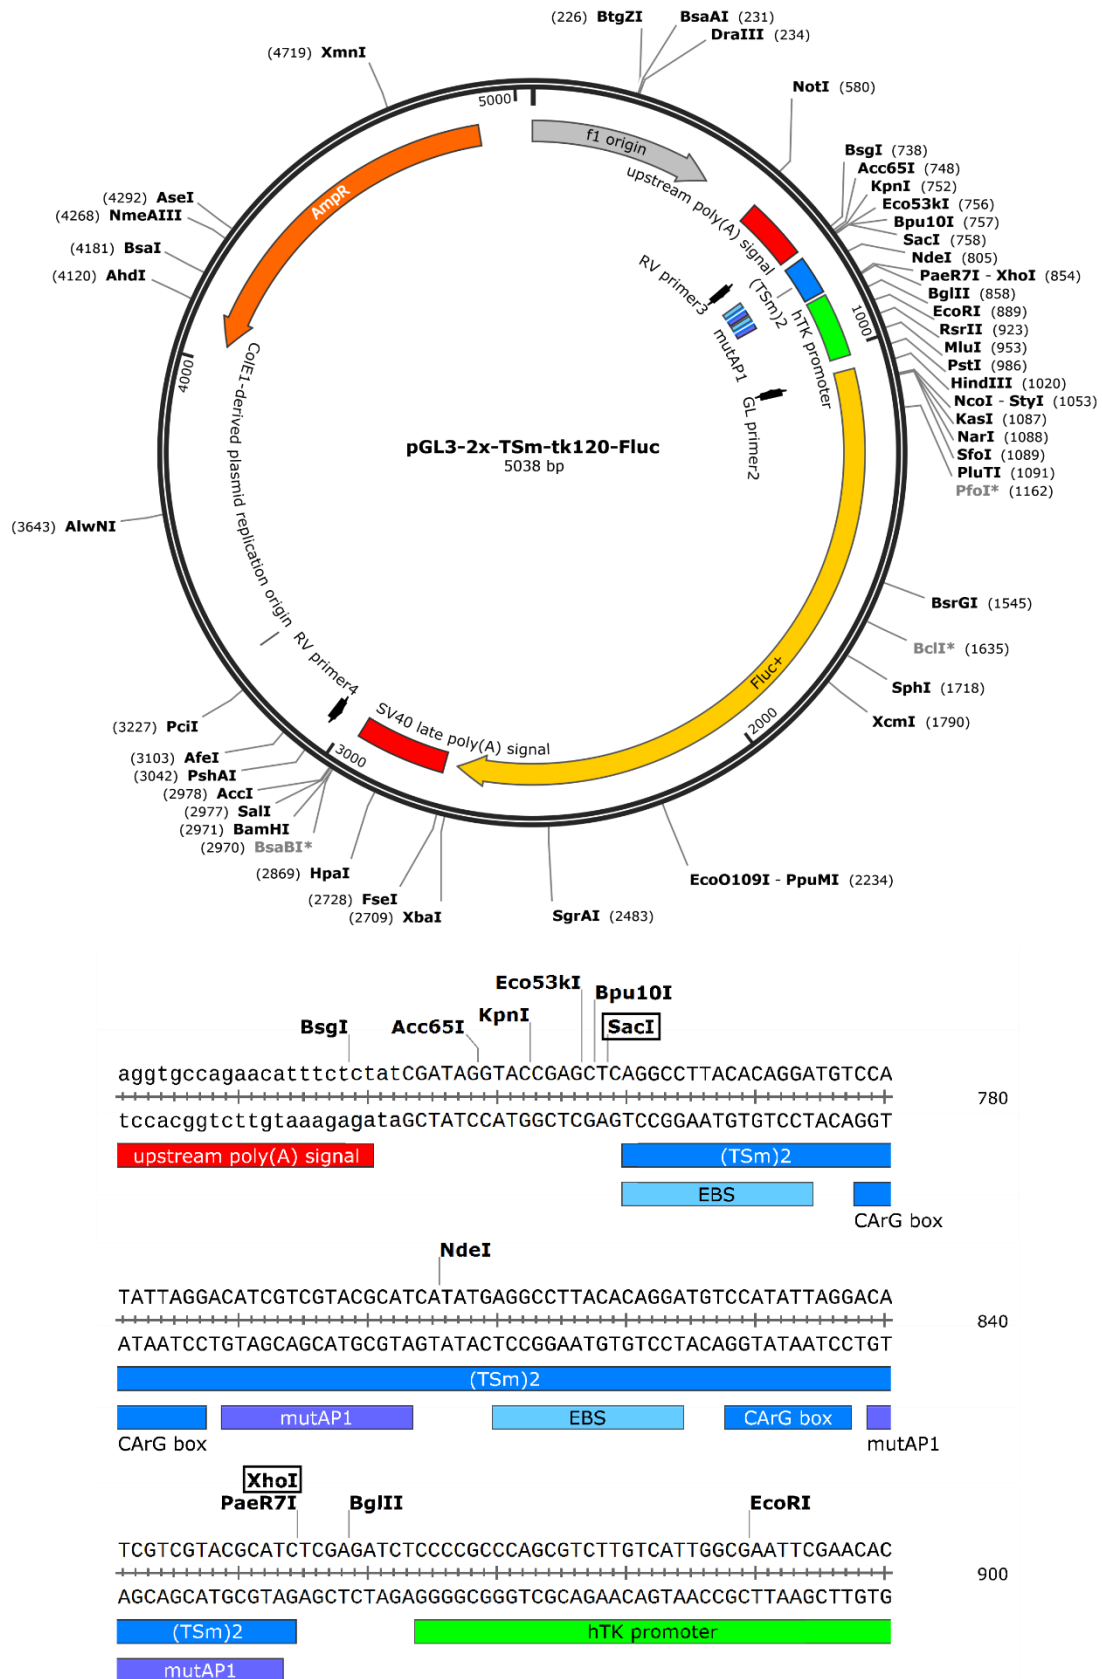 (226) BtgZI
BsaAI (231)
DraIII (234)
(4719) XmnI
5000
NotI (580)
f1 origin
upstream poly(A) signal
BsgI (738)
Acc65I (748)
KpnI (752)
Eco53kI (756)
Bpu10I (757)
SacI (758)
NdeI (805)
PaeR7I - XhoI (854)
BglII (858)
EcoRI (889)
RsrII (923)
MluI (953)
PstI (986)
HindIII (1020)
NcoI - StyI (1053)
KasI (1087)
NarI (1088)
SfoI (1089)
PluTI (1091)
PfoI* (1162)
(4292) AseI
(4268) NmeAIII
(4181) BsaI
(4120) AhdI
AmpR
RV primer3
(TSm)2
mutAP1
hTK promoter
GL primer2
1000
4000
ColE1-derived plasmid replication origin
pGL3-2x-TSm-tk120-Fluc
5038 bp
(3643) AlwNI
BsrGI (1545)
BclI* (1635)
SphI (1718)
XcmI (1790)
Fluc+
2000
RV primer4
SV40 late poly(A) signal
3000
(3227) PciI
(3103) AfeI
(3042) PshAI
(2978) AccI
(2977) SalI
(2971) BamHI
(2970) BsaBI*
(2869) HpaI
(2728) FseI
(2709) XbaI
SgrAI (2483)
EcoO109I - PpuMI (2234)
Eco53kI
Bpu10I
BsgI
Acc65I
KpnI
SacI
aggtgccagaacatttctctatCGATAGGTACCGAGCTCAGGCCTTACACAGGATGTCCA
780
tccacggtcttgtaaagagataGCTATCCATGGCTCGAGTCCGGAATGTGTCCTACAGGT
upstream poly(A) signal
(TSm)2
EBS
CArG box
NdeI
TATTAGGACATCGTCGTACGCATCATATGAGGCCTTACACAGGATGTCCATATTAGGACA
840
ATAATCCTGTAGCAGCATGCGTAGTATACTCCGGAATGTGTCCTACAGGTATAATCCTGT
(TSm)2
mutAP1
EBS
CArG box
CArG box
mutAP1
XhoI
PaeR7I
BglII
EcoRI
TCGTCGTACGCATCTCGAGATCTCCCCGCCCAGCGTCTTGTCATTGGCGAATTCGAACAC
900
AGCAGCATGCGTAGAGCTCTAGAGGGGCGGGTCGCAGAACAGTAACCGCTTAAGCTTGTG
(TSm)2
hTK promoter
mutAP1